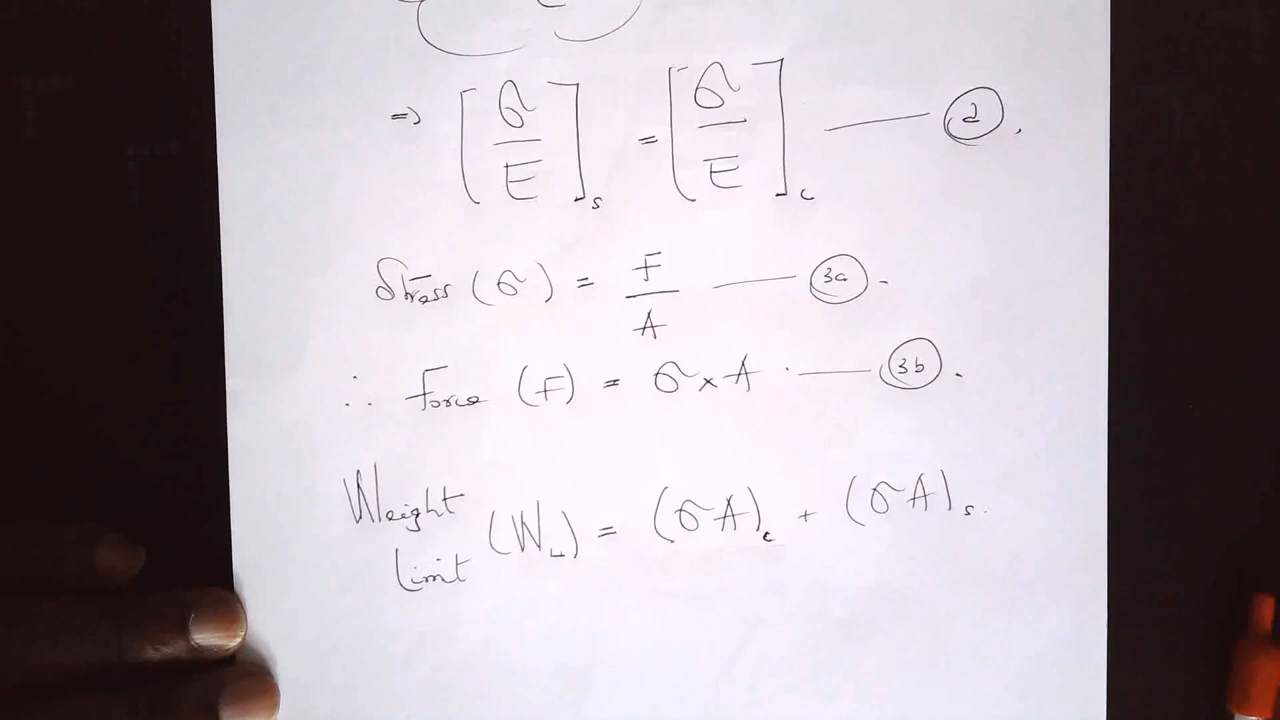 ⇒ [σ/E]s = [σ/E]c —— 2.
Stress (σ) = F/A —— 3a.
∴ Force (F) = σ × A. —— 3b.
Weight Limit (WL) = (σA)c + (σA)s.